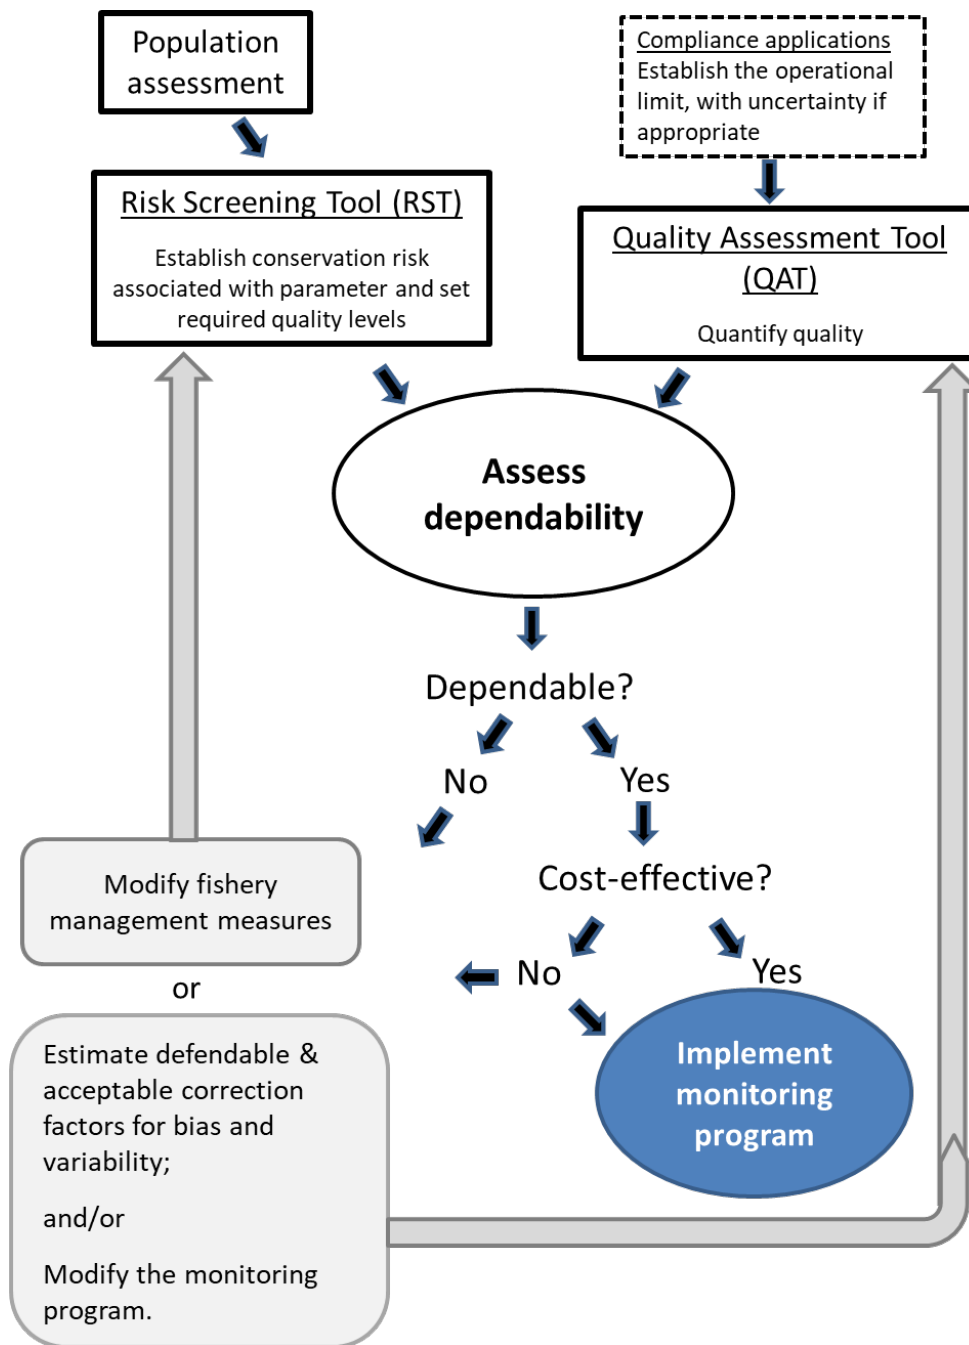 Population
assessment
Compliance applications
Establish the operational
limit, with uncertainty if
appropriate
Risk Screening Tool (RST)
Establish conservation risk
associated with parameter and set
required quality levels
Quality Assessment Tool
(QAT)
Quantify quality
Assess
dependability
Dependable?
No
Yes
Cost-effective?
Modify fishery
management measures
No
Yes
or
Implement
monitoring
program
Estimate defendable &
acceptable correction
factors for bias and
variability;
and/or
Modify the monitoring
program.